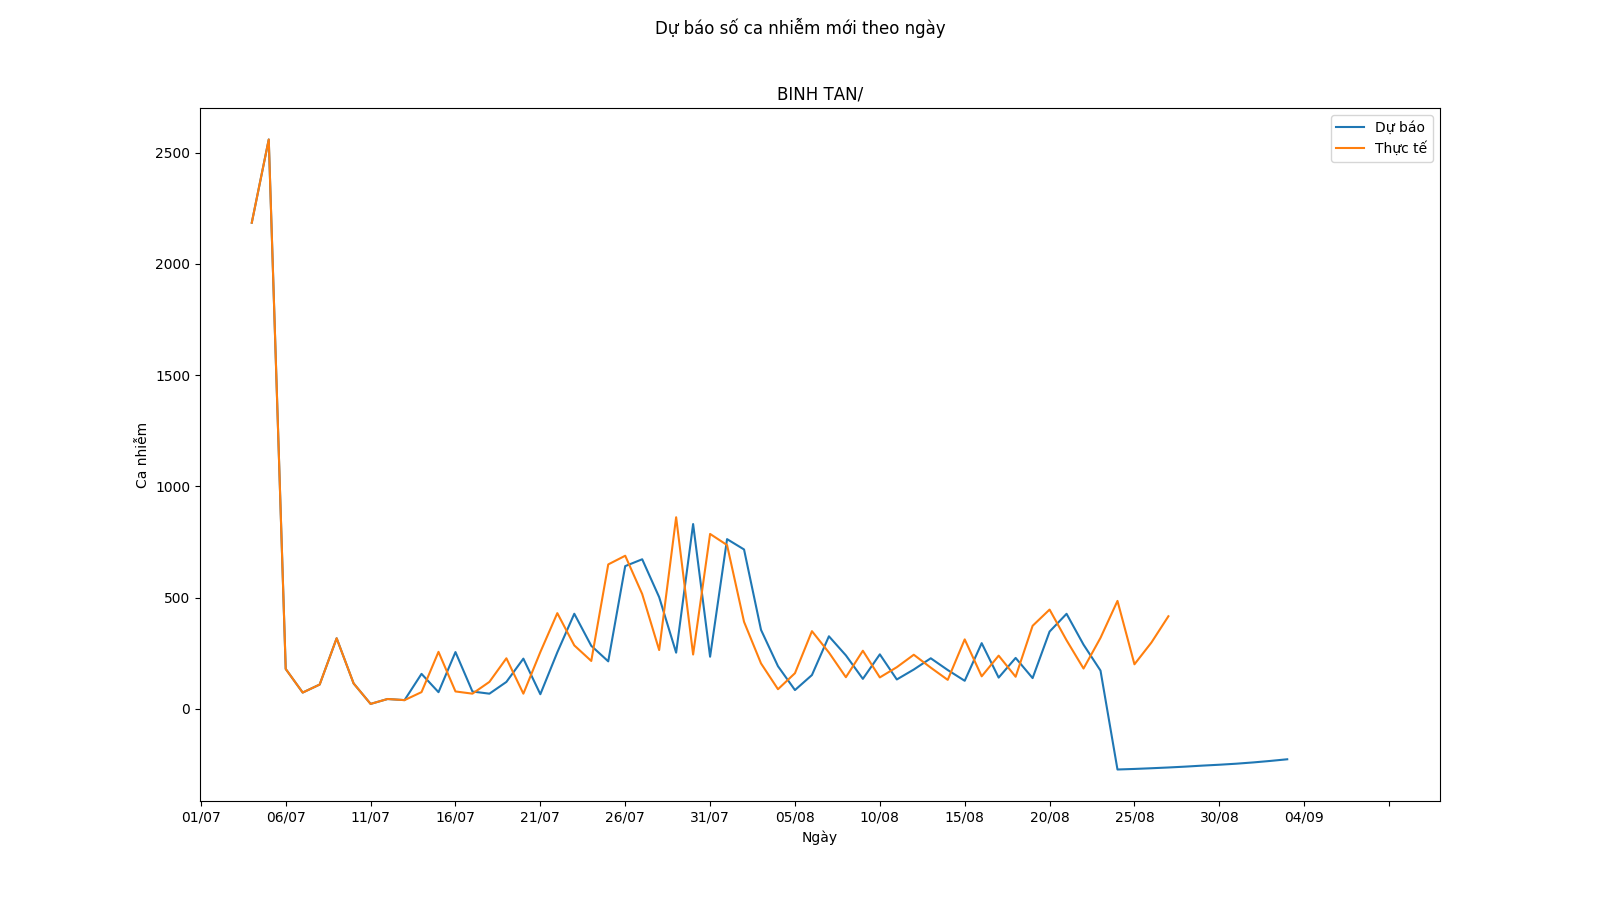 Dự báo số ca nhiễm mới theo ngày
BINH TAN/
Dự báo
Thực tế
2500
2000
1500
1000
500
0
Ca nhiễm
01/07 06/07 11/07 16/07 21/07 26/07 31/07 05/08 10/08 15/08 20/08 25/08 30/08 04/09
Ngày